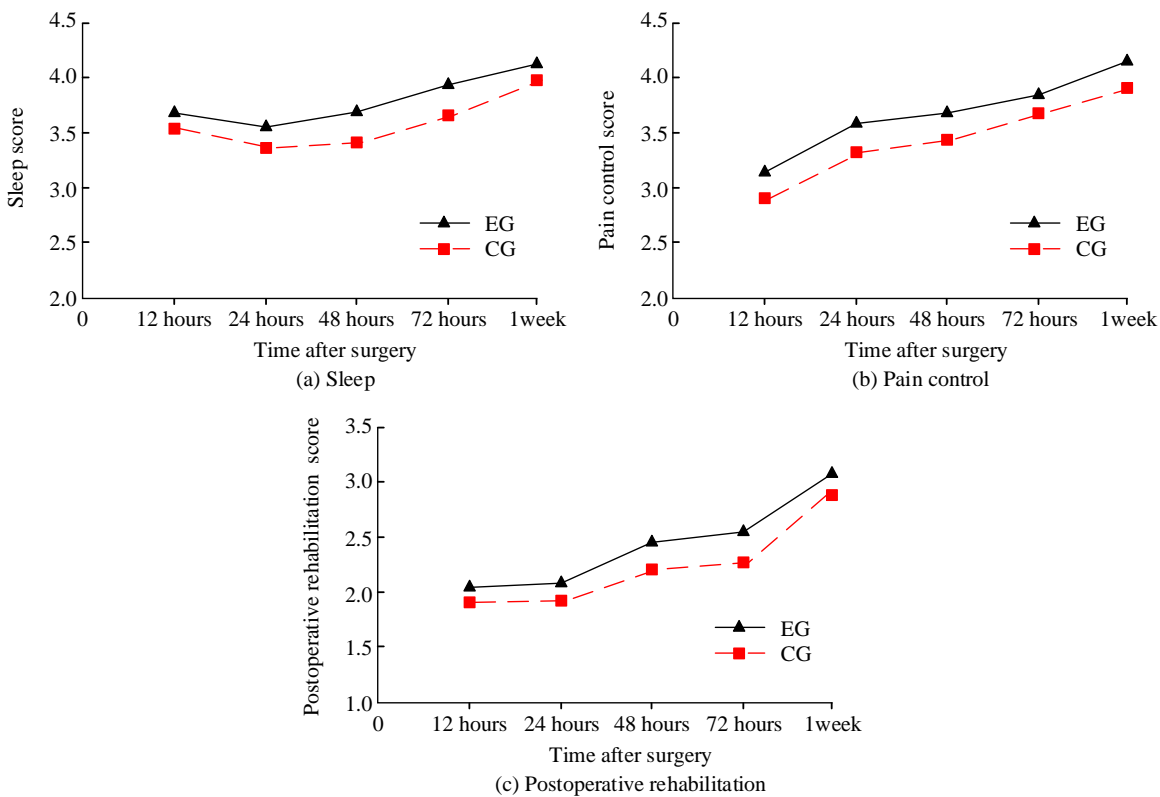 4.5
4.0
3.5
3.0
2.5
2.0
Sleep score
EG
CG
0 12 hours 24 hours 48 hours 72 hours 1week
Time after surgery
(a) Sleep
4.5
4.0
3.5
3.0
2.5
2.0
Pain control score
EG
CG
0 12 hours 24 hours 48 hours 72 hours 1week
Time after surgery
(b) Pain control
3.5
3.0
2.5
2.0
1.5
1.0
Postoperative rehabilitation score
EG
CG
0 12 hours 24 hours 48 hours 72 hours 1week
Time after surgery
(c) Postoperative rehabilitation